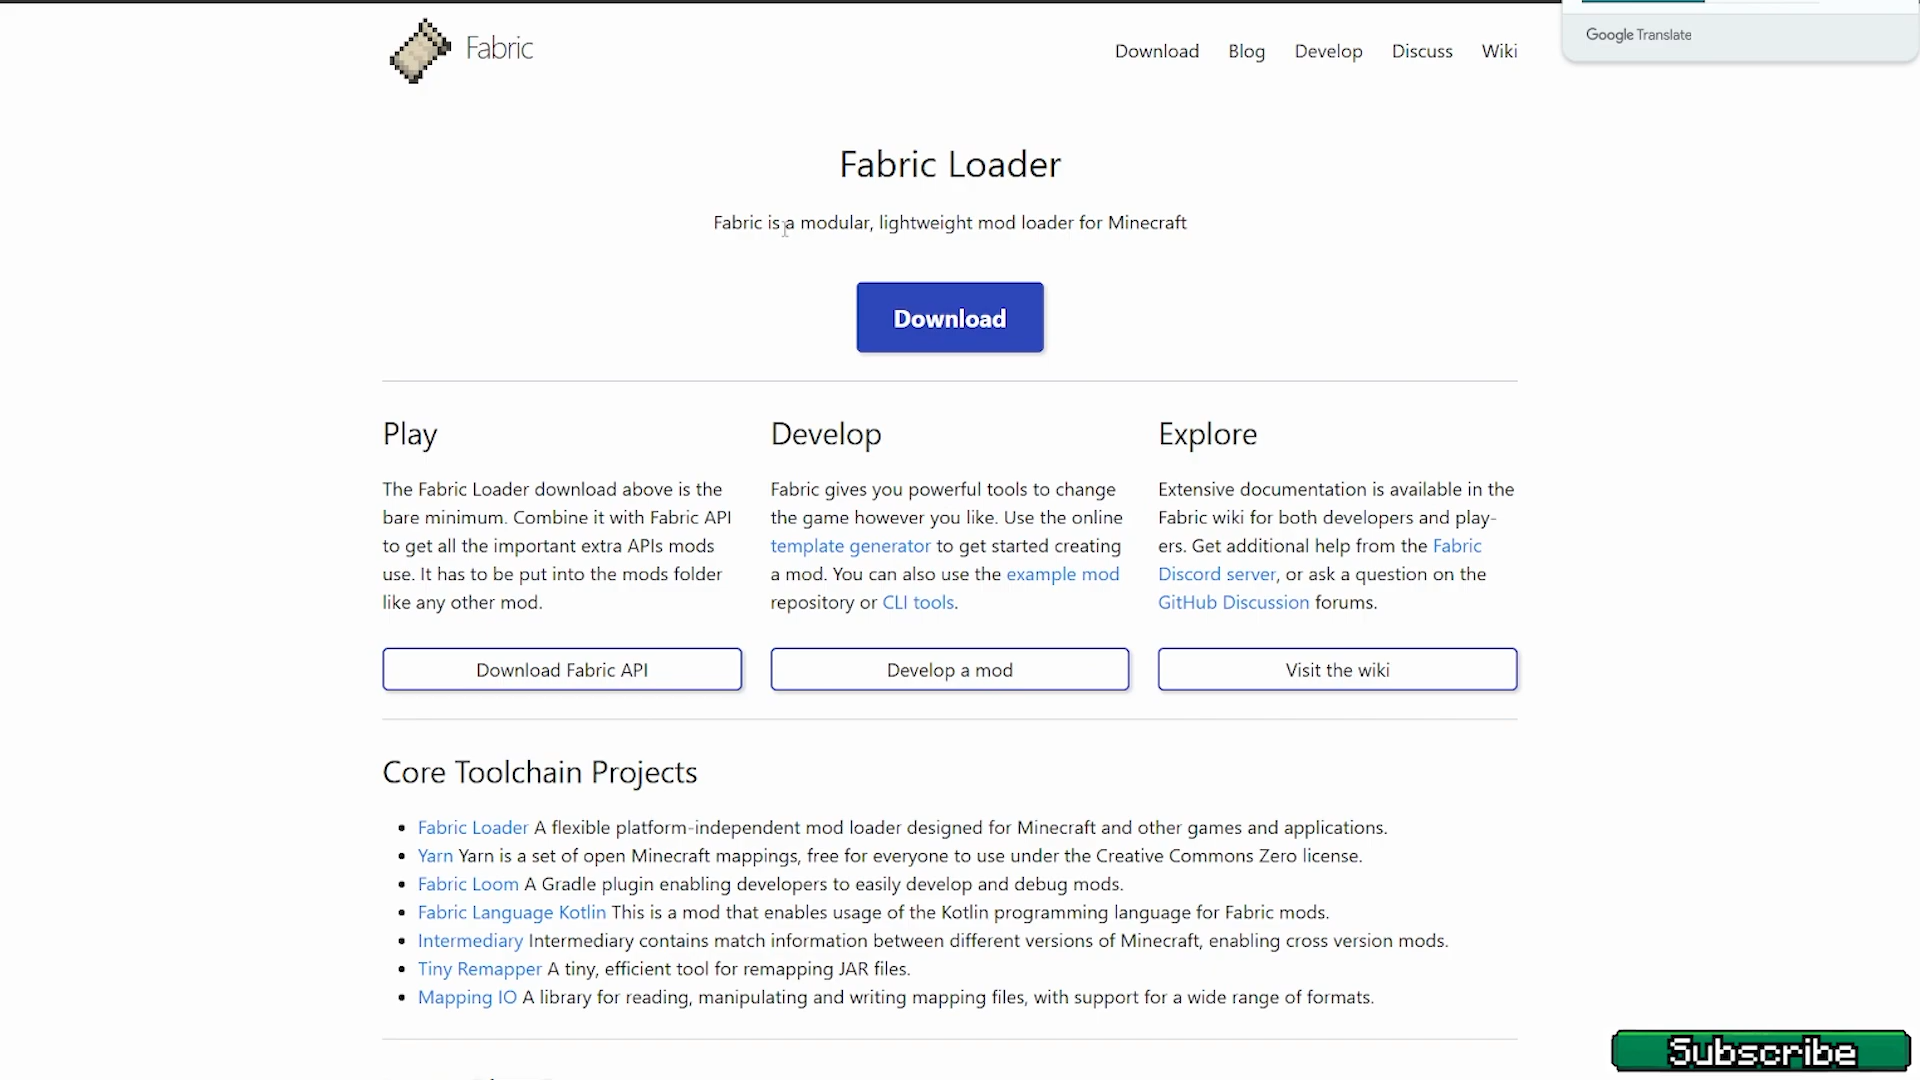 Fabric
Download Blog Develop Discuss Wiki
Google Translate
Fabric Loader
Fabric is a modular, lightweight mod loader for Minecraft
Download
Play
The Fabric Loader download above is the
bare minimum. Combine it with Fabric API
to get all the important extra APIs mods
use. It has to be put into the mods folder
like any other mod.
Download Fabric API
Develop
Fabric gives you powerful tools to change
the game however you like. Use the online
template generator to get started creating
a mod. You can also use the example mod
repository or CLI tools.
Develop a mod
Explore
Extensive documentation is available in the
Fabric wiki for both developers and play-
ers. Get additional help from the Fabric
Discord server, or ask a question on the
GitHub Discussion forums.
Visit the wiki
Core Toolchain Projects
• Fabric Loader A flexible platform-independent mod loader designed for Minecraft and other games and applications.
• Yarn Yarn is a set of open Minecraft mappings, free for everyone to use under the Creative Commons Zero license.
• Fabric Loom A Gradle plugin enabling developers to easily develop and debug mods.
• Fabric Language Kotlin This is a mod that enables usage of the Kotlin programming language for Fabric mods.
• Intermediary Intermediary contains match information between different versions of Minecraft, enabling cross version mods.
• Tiny Remapper A tiny, efficient tool for remapping JAR files.
• Mapping IO A library for reading, manipulating and writing mapping files, with support for a wide range of formats.
Subscribe